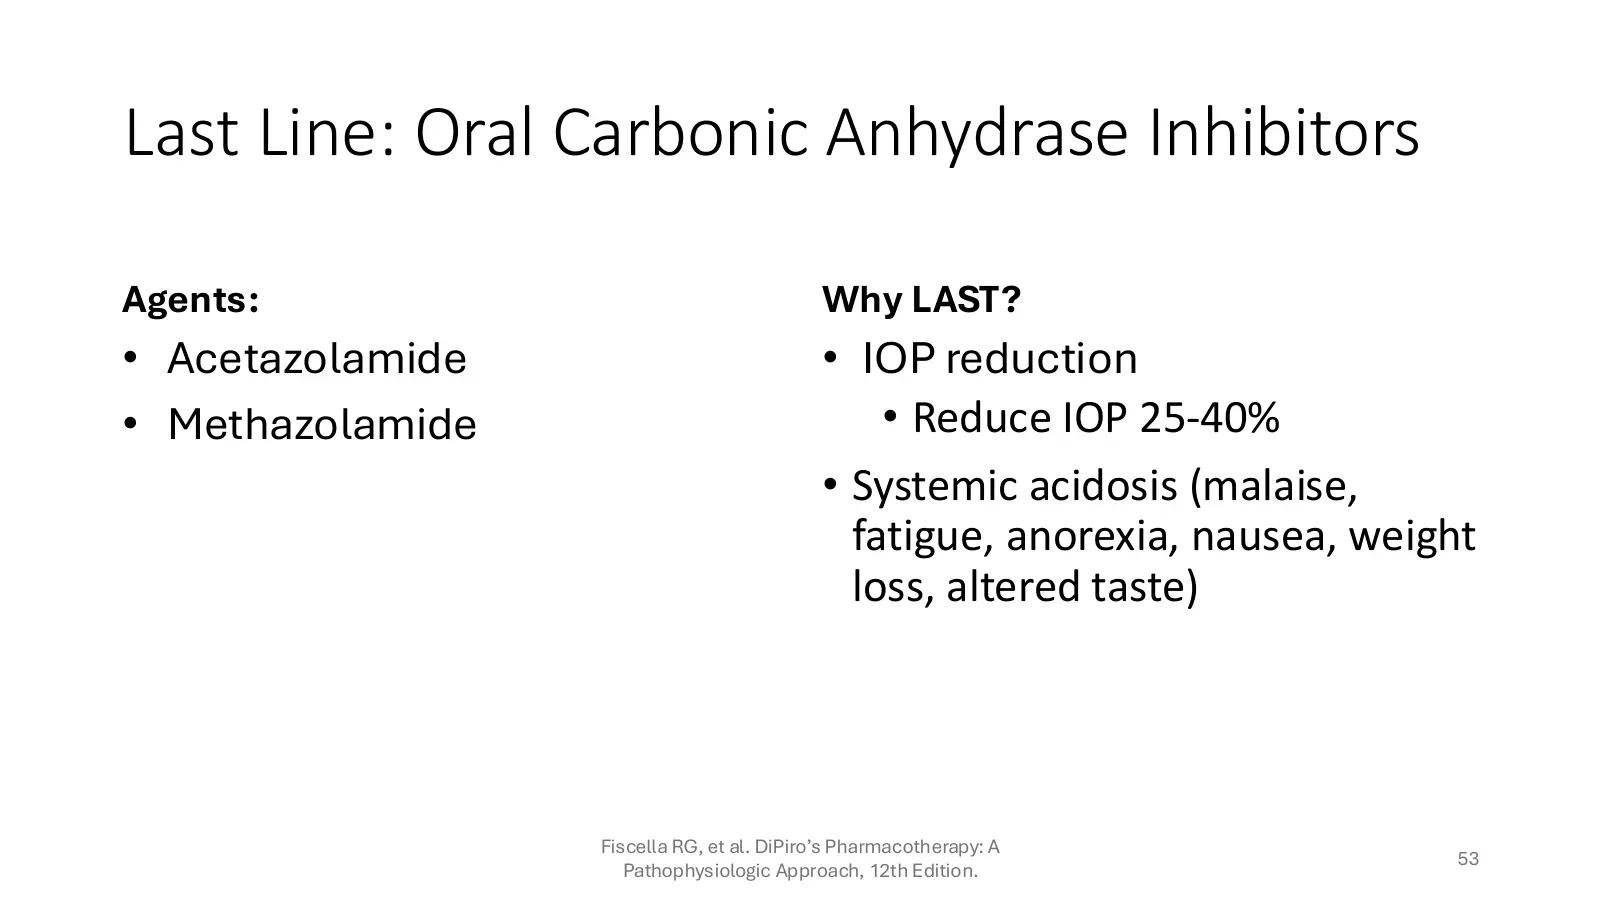 Last Line: Oral Carbonic Anhydrase Inhibitors
Agents:
• Acetazolamide
• Methazolamide
Why LAST?
• IOP reduction
• Reduce IOP 25-40%
• Systemic acidosis (malaise,
fatigue, anorexia, nausea, weight
loss, altered taste)
Fiscella RG, et al. DiPiro’s Pharmacotherapy: A
Pathophysiologic Approach, 12th Edition.
53